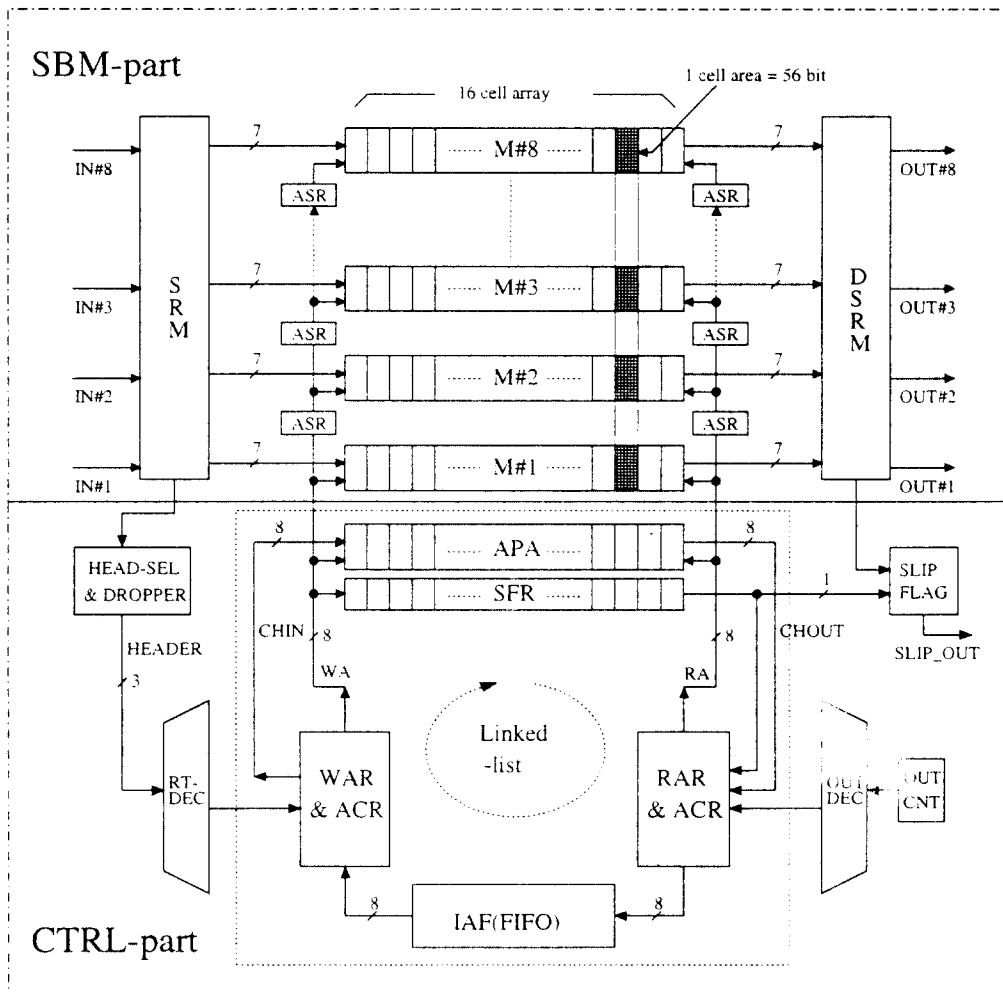 SBM-part
1 cell area = 56 bit
16 cell array
7
M#8
7
IN#8
OUT#8
ASR
ASR
SRM
DSRM
7
M#3
7
IN#3
OUT#3
ASR
ASR
7
M#2
7
IN#2
OUT#2
ASR
ASR
7
M#1
7
IN#1
OUT#1
8
APA
8
HEAD-SEL
& DROPPER
SFR
1
SLIP
FLAG
CHIN
8
8
CHOUT
HEADER
SLIP_OUT
3
WA
RA
Linked
-list
WAR
& ACR
RAR
& ACR
RT-
DEC
OUT
DEC
OUT
CNT
8
IAF(FIFO)
8
CTRL-part